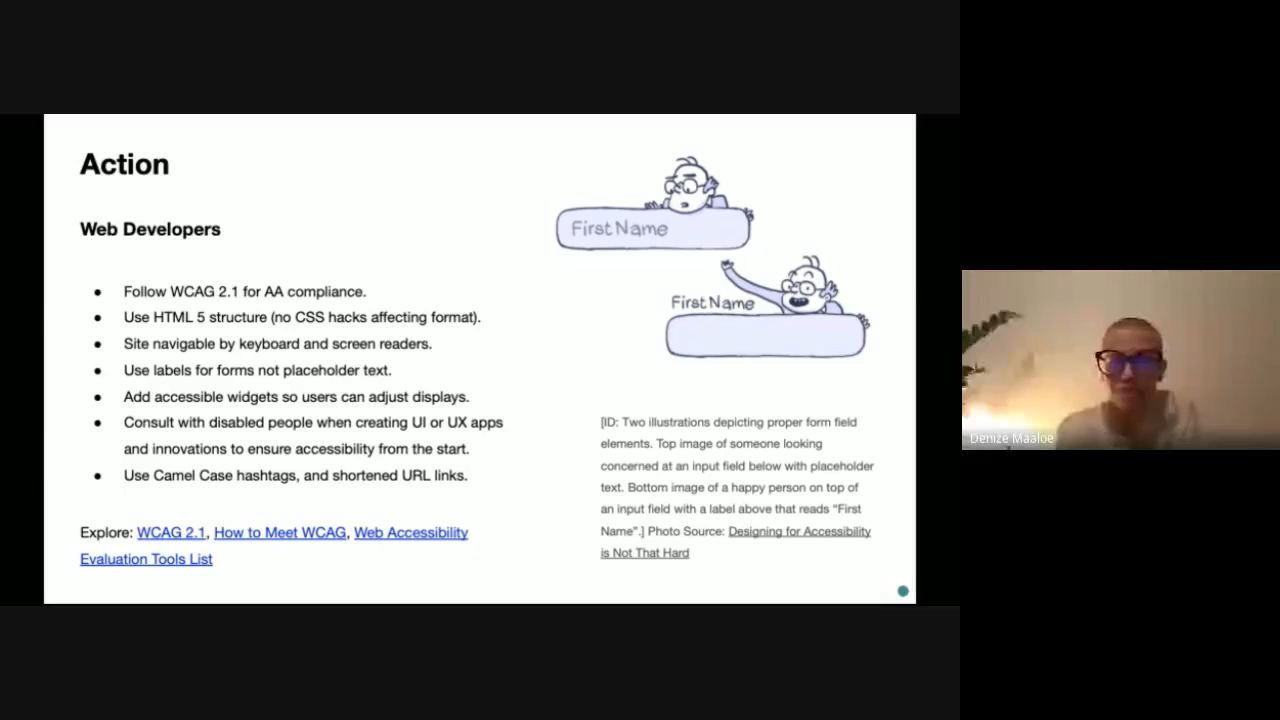 Action
Web Developers
● Follow WCAG 2.1 for AA compliance.
● Use HTML 5 structure (no CSS hacks affecting format).
● Site navigable by keyboard and screen readers.
● Use labels for forms not placeholder text.
● Add accessible widgets so users can adjust displays.
● Consult with disabled people when creating UI or UX apps
and innovations to ensure accessibility from the start.
● Use Camel Case hashtags, and shortened URL links.
Explore: WCAG 2.1, How to Meet WCAG, Web Accessibility
Evaluation Tools List
First Name
First Name
[ID: Two illustrations depicting proper form field
elements. Top image of someone looking
concerned at an input field below with placeholder
text. Bottom image of a happy person on top of
an input field with a label above that reads “First
Name”.] Photo Source: Designing for Accessibility
is Not That Hard
Denize Maaloe